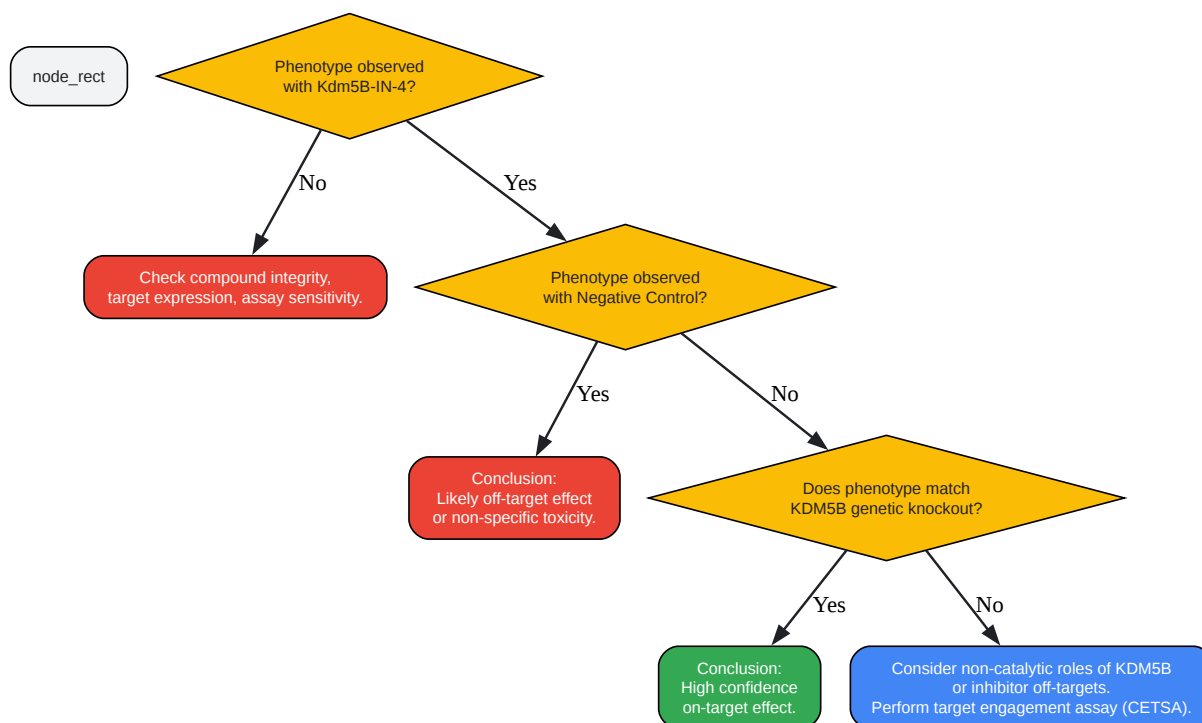 node_rect
Phenotype observed
with Kdm5B-IN-4?
No
Yes
Check compound integrity,
target expression, assay sensitivity.
Phenotype observed
with Negative Control?
Yes
No
Conclusion:
Likely off-target effect
or non-specific toxicity.
Does phenotype match
KDM5B genetic knockout?
Yes
No
Conclusion:
High confidence
on-target effect.
Consider non-catalytic roles of KDM5B
or inhibitor off-targets.
Perform target engagement assay (CETSA).